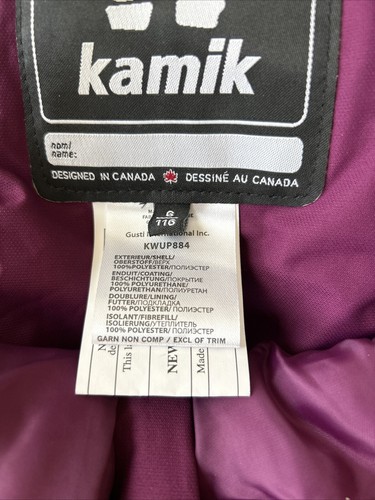 kamik
nom/
name:
DESIGNED IN CANADA DESSINÉ AU CANADA
6
116
Gusti International Inc.
KWUP884
EXTERIEUR/SHELL/
OBERSTOFF/ВЕРХ
100%POLYESTER/ПОЛИЭСТЕР
ENDUIT/COATING/
BESCHICHTUNG/ПОКРЫТИЕ
100% POLYURETHANE/
POLYURETAN/ПОЛИУРЕТАН
DOUBLURE/LINING/
FUTTER/ПОДКЛАДКА
100% POLYESTER/ПОЛИЭСТЕР
ISOLANT/FIBREFILL/
ISOLIERUNG/УТЕПЛИТЕЛЬ
100% POLYESTER/ПОЛИЭСТЕР
GARN NON COMP / EXCL OF TRIM
This
NEW
Made